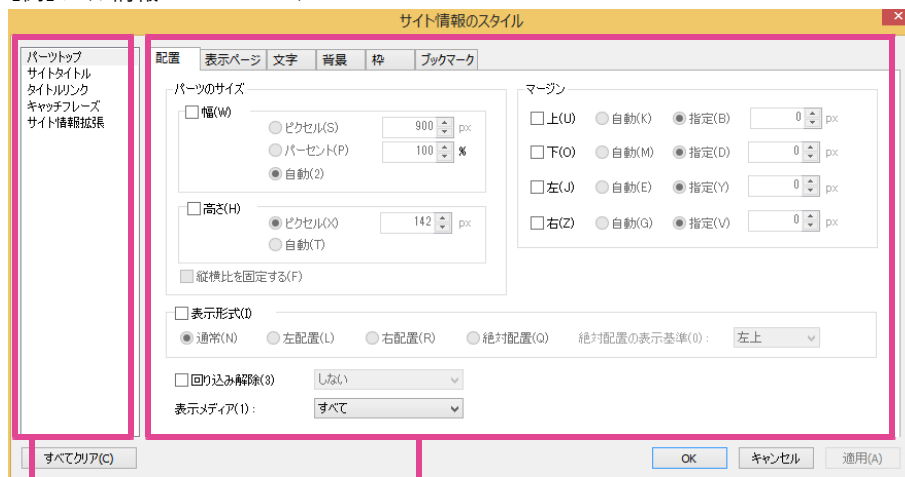 サイト情報のスタイル
パーツトップ
サイトタイトル
タイトルリンク
キャッチフレーズ
サイト情報拡張
配置 表示ページ 文字 背景 枠 ブックマーク
パーツのサイズ
幅(W)
ピクセル(S) 900 px
パーセント(P) 100 %
自動(2)
高さ(H)
ピクセル(X) 142 px
自動(T)
縦横比を固定する(F)
マージン
上(U) 自動(K) 指定(B) 0 px
下(O) 自動(M) 指定(D) 0 px
左(J) 自動(E) 指定(Y) 0 px
右(Z) 自動(G) 指定(V) 0 px
表示形式(I)
通常(N) 左配置(L) 右配置(R) 絶対配置(Q) 絶対配置の表示基準(0): 左上
回り込み解除(3) しない
表示メディア(1): すべて
すべてクリア(C) OK キャンセル 適用(A)